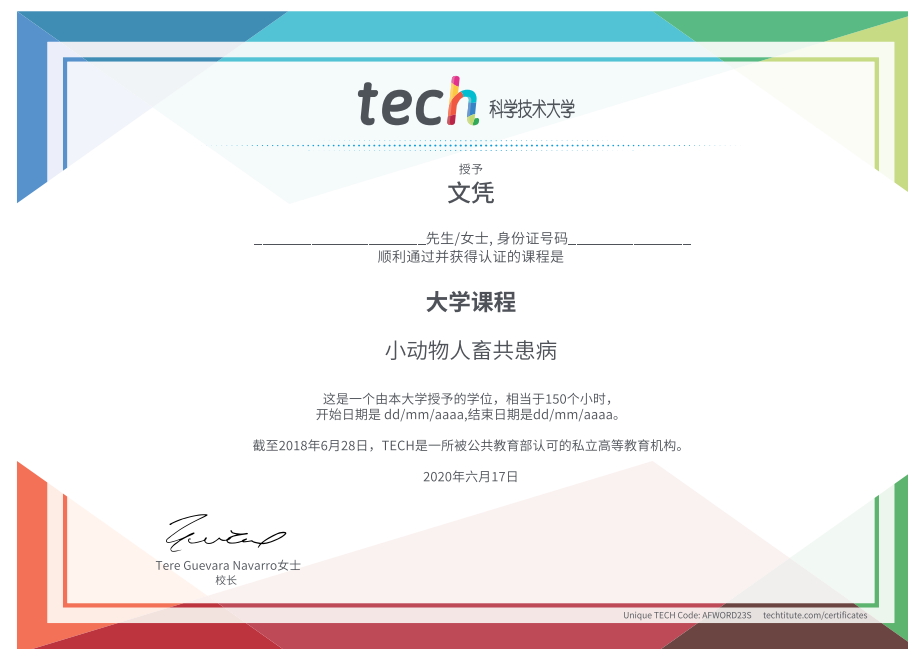 tech 科学技术大学
授予
文凭
______________________先生/女士, 身份证号码________________
顺利通过并获得认证的课程是
大学课程
小动物人畜共患病
这是一个由本大学授予的学位，相当于150个小时，
开始日期是 dd/mm/aaaa,结束日期是dd/mm/aaaa。
截至2018年6月28日，TECH是一所被公共教育部认可的私立高等教育机构。
2020年六月17日
Tere Guevara Navarro女士
校长
Unique TECH Code: AFWORD23S techtitute.com/certificates